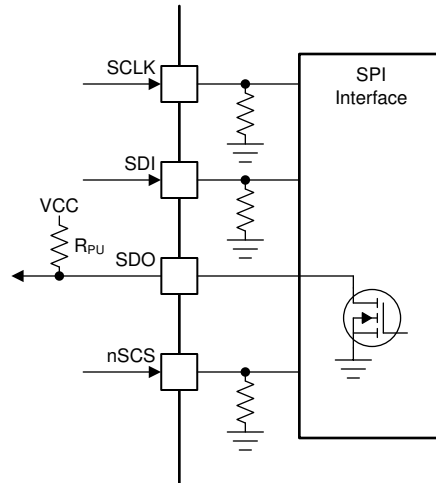 SCLK
SPI
Interface
SDI
VCC
RPU
SDO
nSCS